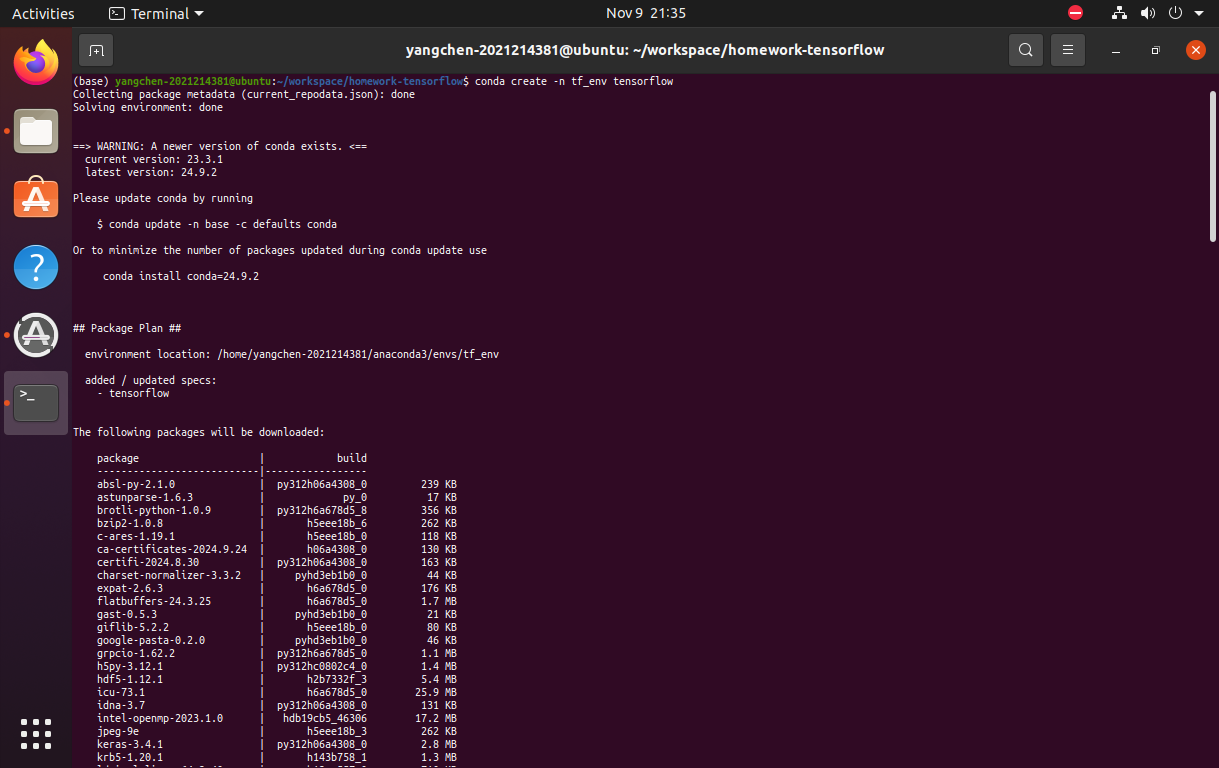 Activities
Terminal
Nov 9 21:35
yangchen-2021214381@ubuntu: ~/workspace/homework-tensorflow
(base) yangchen-2021214381@ubuntu:~/workspace/homework-tensorflow$ conda create -n tf_env tensorflow
Collecting package metadata (current_repodata.json): done
Solving environment: done
==> WARNING: A newer version of conda exists. <==
  current version: 23.3.1
  latest version: 24.9.2
Please update conda by running
    $ conda update -n base -c defaults conda
Or to minimize the number of packages updated during conda update use
     conda install conda=24.9.2
## Package Plan ##
  environment location: /home/yangchen-2021214381/anaconda3/envs/tf_env
  added / updated specs:
    - tensorflow
The following packages will be downloaded:
    package                    |            build
    ---------------------------|-----------------
    absl-py-2.1.0              |  py312h06a4308_0         239 KB
    astunparse-1.6.3           |             py_0          17 KB
    brotli-python-1.0.9        |  py312h6a678d5_8         356 KB
    bzip2-1.0.8                |       h5eee18b_6         262 KB
    c-ares-1.19.1              |       h5eee18b_0         118 KB
    ca-certificates-2024.9.24  |       h06a4308_0         130 KB
    certifi-2024.8.30          |  py312h06a4308_0         163 KB
    charset-normalizer-3.3.2   |     pyhd3eb1b0_0          44 KB
    expat-2.6.3                |       h6a678d5_0         176 KB
    flatbuffers-24.3.25        |       h6a678d5_0         1.7 MB
    gast-0.5.3                 |     pyhd3eb1b0_0          21 KB
    giflib-5.2.2               |       h5eee18b_0          80 KB
    google-pasta-0.2.0         |     pyhd3eb1b0_0          46 KB
    grpcio-1.62.2              |  py312h6a678d5_0         1.1 MB
    h5py-3.12.1                |  py312hc0802c4_0         1.4 MB
    hdf5-1.12.1                |       h2b7332f_3         5.4 MB
    icu-73.1                   |       h6a678d5_0        25.9 MB
    idna-3.7                   |  py312h06a4308_0         131 KB
    intel-openmp-2023.1.0      |   hdb19cb5_46306        17.2 MB
    jpeg-9e                    |       h5eee18b_3         262 KB
    keras-3.4.1                |  py312h06a4308_0         2.8 MB
    krb5-1.20.1                |       h143b758_1         1.3 MB